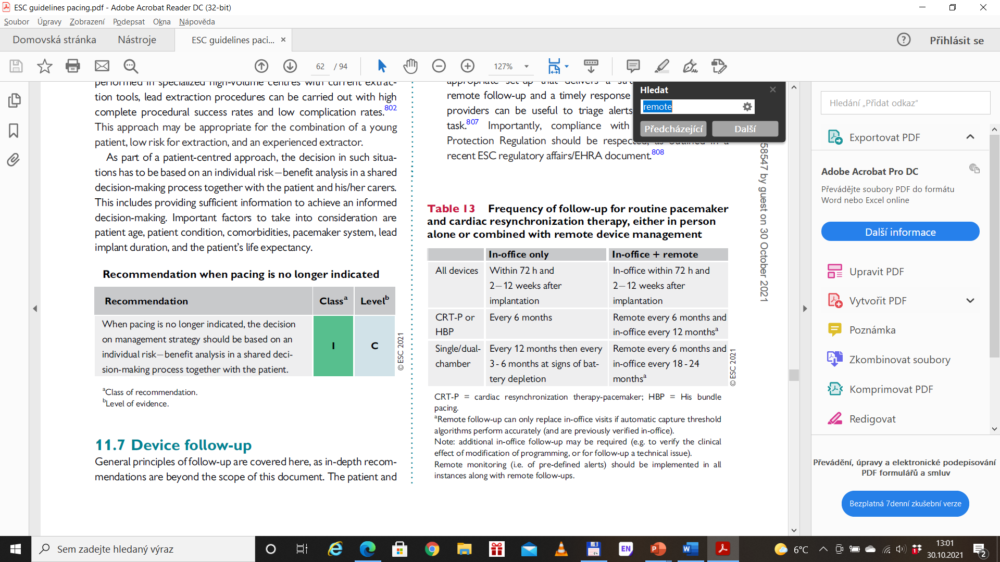 ESC guidelines pacing.pdf - Adobe Acrobat Reader DC (32-bit)
Soubor Úpravy Zobrazení Podepsat Okna Nápověda
Domovská stránka Nástroje ESC guidelines paci... × Přihlásit se
62 / 94 127%
performed in specialized high-volume centres with current extrac-
tion tools, lead extraction procedures can be carried out with high
complete procedural success rates and low complication rates.802
This approach may be appropriate for the combination of a young
patient, low risk for extraction, and an experienced extractor.
As part of a patient-centred approach, the decision in such situa-
tions has to be based on an individual risk–benefit analysis in a shared
decision-making process together with the patient and his/her carers.
This includes providing sufficient information to achieve an informed
decision-making. Important factors to take into consideration are
patient age, patient condition, comorbidities, pacemaker system, lead
implant duration, and the patient's life expectancy.
Recommendation when pacing is no longer indicated
Recommendation Classa Levelb
When pacing is no longer indicated, the decision
on management strategy should be based on an
individual risk–benefit analysis in a shared deci-
sion-making process together with the patient.
I
C
© ESC 2021
aClass of recommendation.
bLevel of evidence.
11.7 Device follow-up
General principles of follow-up are covered here, as in-depth recom-
mendations are beyond the scope of this document. The patient and
appropriate set-up that delivers a
remote follow-up and a timely response
providers can be useful to triage alerts
task.807 Importantly, compliance with
Protection Regulation should be respected, as outlined in a
recent ESC regulatory affairs/EHRA document.808
Table 13 Frequency of follow-up for routine pacemaker
and cardiac resynchronization therapy, either in person
alone or combined with remote device management
In-office only In-office + remote
All devices
Within 72 h and
2–12 weeks after
implantation
In-office within 72 h and
2–12 weeks after
implantation
CRT-P or
HBP
Every 6 months
Remote every 6 months and
in-office every 12 monthsa
Single/dual-
chamber
Every 12 months then every
3 - 6 months at signs of bat-
tery depletion
Remote every 6 months and
in-office every 18 - 24
monthsa
© ESC 2021
CRT-P = cardiac resynchronization therapy-pacemaker; HBP = His bundle
pacing.
aRemote follow-up can only replace in-office visits if automatic capture threshold
algorithms perform accurately (and are previously verified in-office).
Note: additional in-office follow-up may be required (e.g. to verify the clinical
effect of modification of programming, or for follow-up a technical issue).
Remote monitoring (i.e. of pre-defined alerts) should be implemented in all
instances along with remote follow-ups.
58547 by guest on 30 October 2021
Hledat
remote
Předcházející Další
Hledání „Přidat odkaz“
Exportovat PDF
Adobe Acrobat Pro DC
Převádějte soubory PDF do formátu
Word nebo Excel online
Další informace
Upravit PDF
Vytvořit PDF
Poznámka
Zkombinovat soubory
Komprimovat PDF
Redigovat
Převádění, úpravy a elektronické podepisování
PDF formulářů a smluv
Bezplatná 7denní zkušební verze
Sem zadejte hledaný výraz
64
EN
6°C
1
13:01
30.10.2021
2